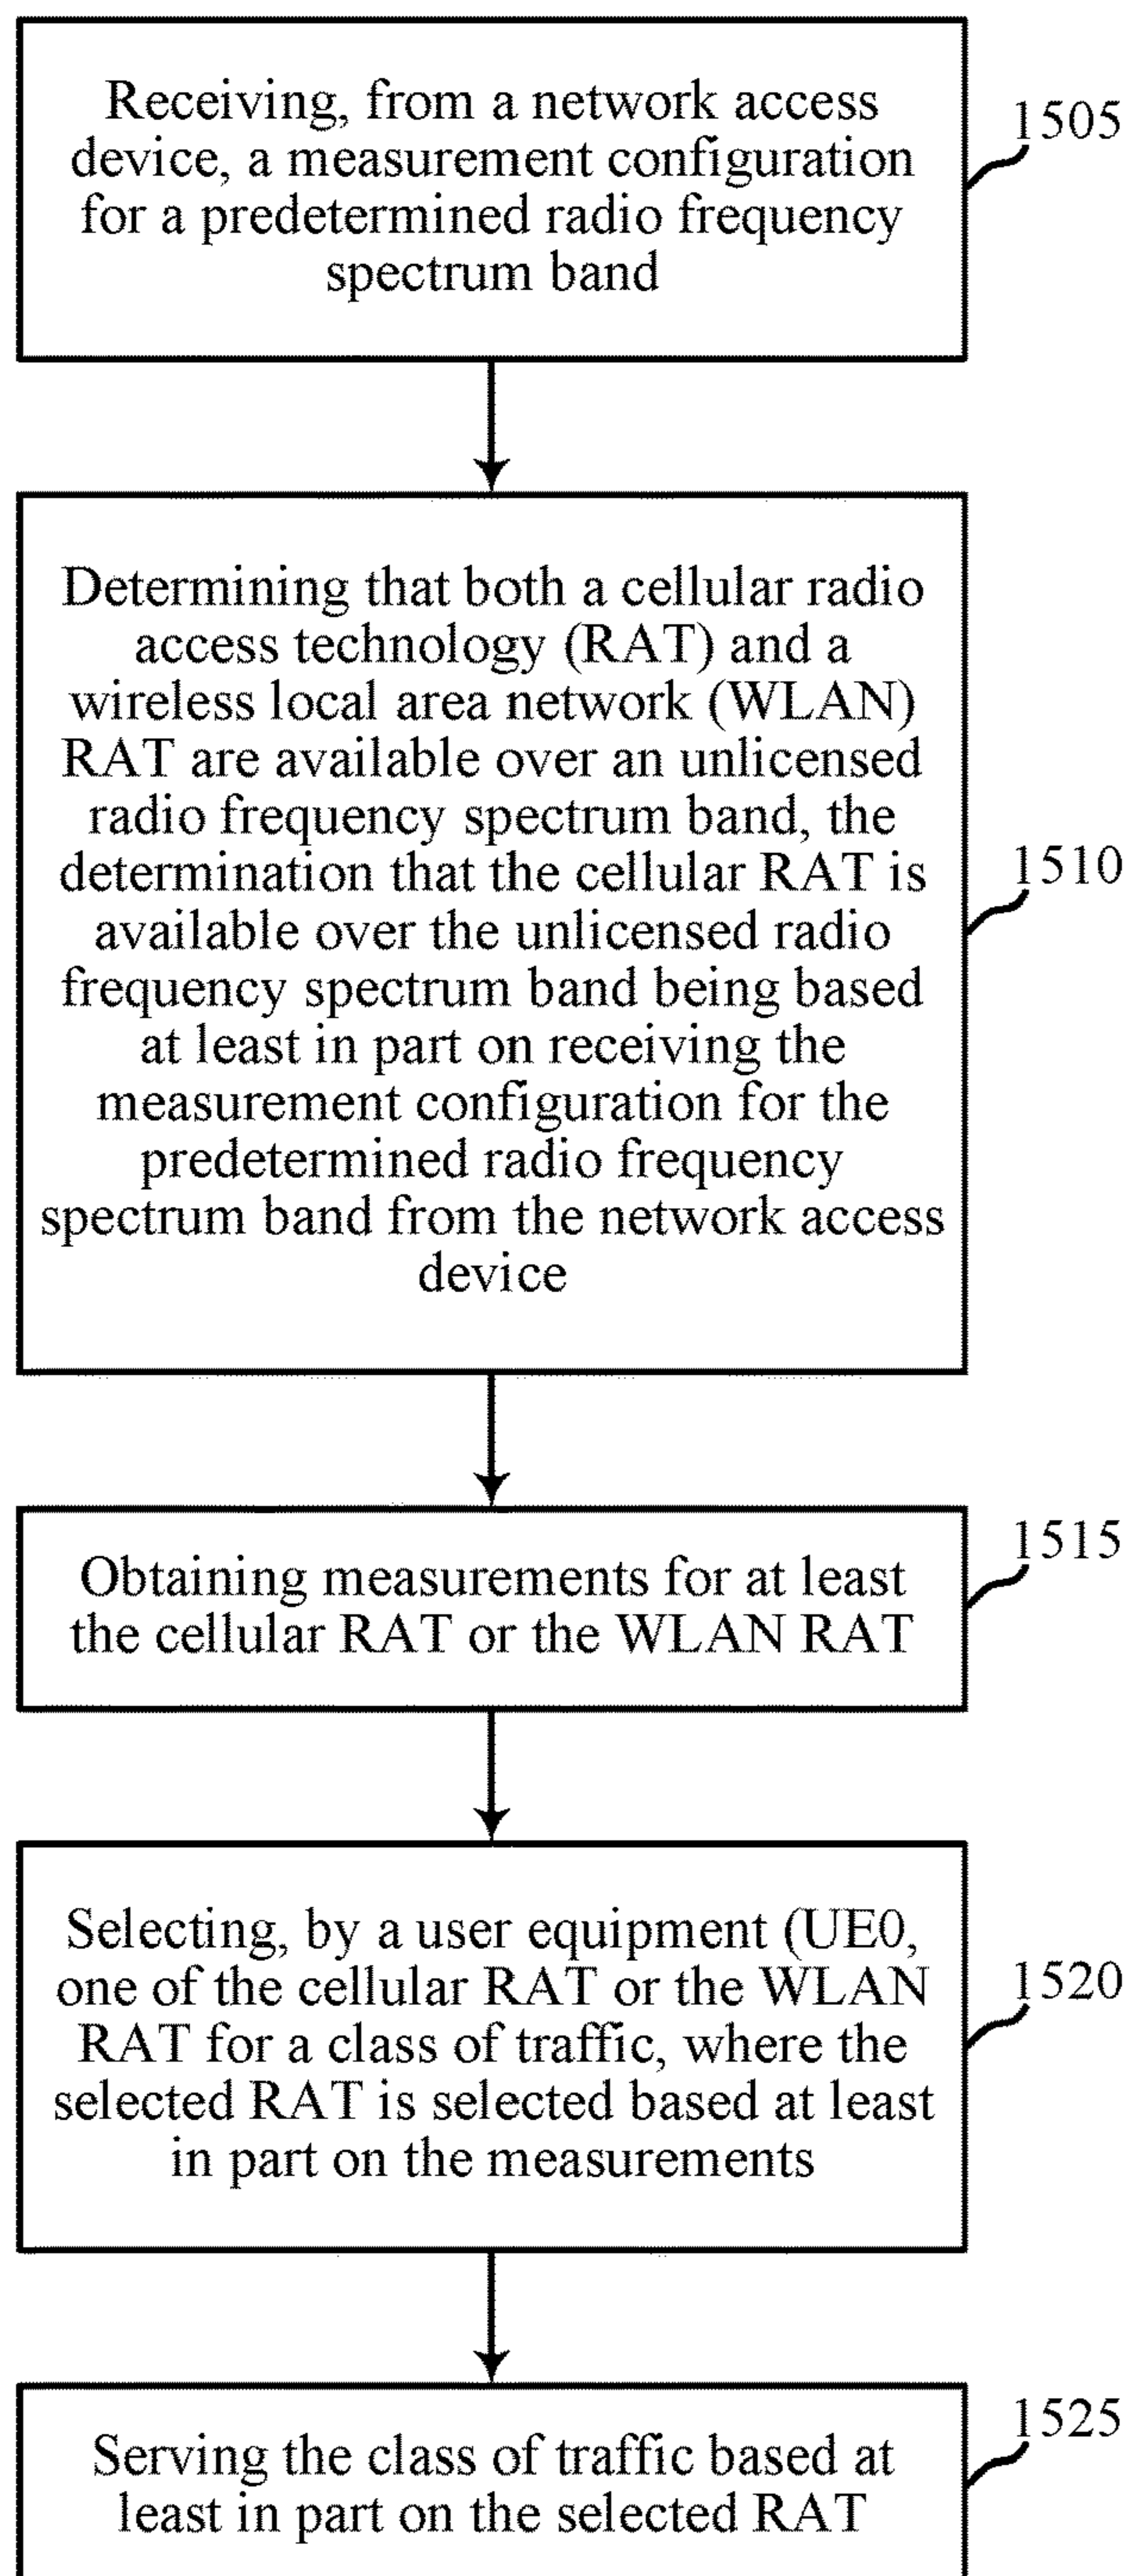 Receiving, from a network access
device, a measurement configuration
for a predetermined radio frequency
spectrum band
1505
Determining that both a cellular radio
access technology (RAT) and a
wireless local area network (WLAN)
RAT are available over an unlicensed
radio frequency spectrum band, the
determination that the cellular RAT is
available over the unlicensed radio
frequency spectrum band being based
at least in part on receiving the
measurement configuration for the
predetermined radio frequency
spectrum band from the network access
device
1510
Obtaining measurements for at least
the cellular RAT or the WLAN RAT
1515
Selecting, by a user equipment (UE0,
one of the cellular RAT or the WLAN
RAT for a class of traffic, where the
selected RAT is selected based at least
in part on the measurements
1520
Serving the class of traffic based at
least in part on the selected RAT
1525